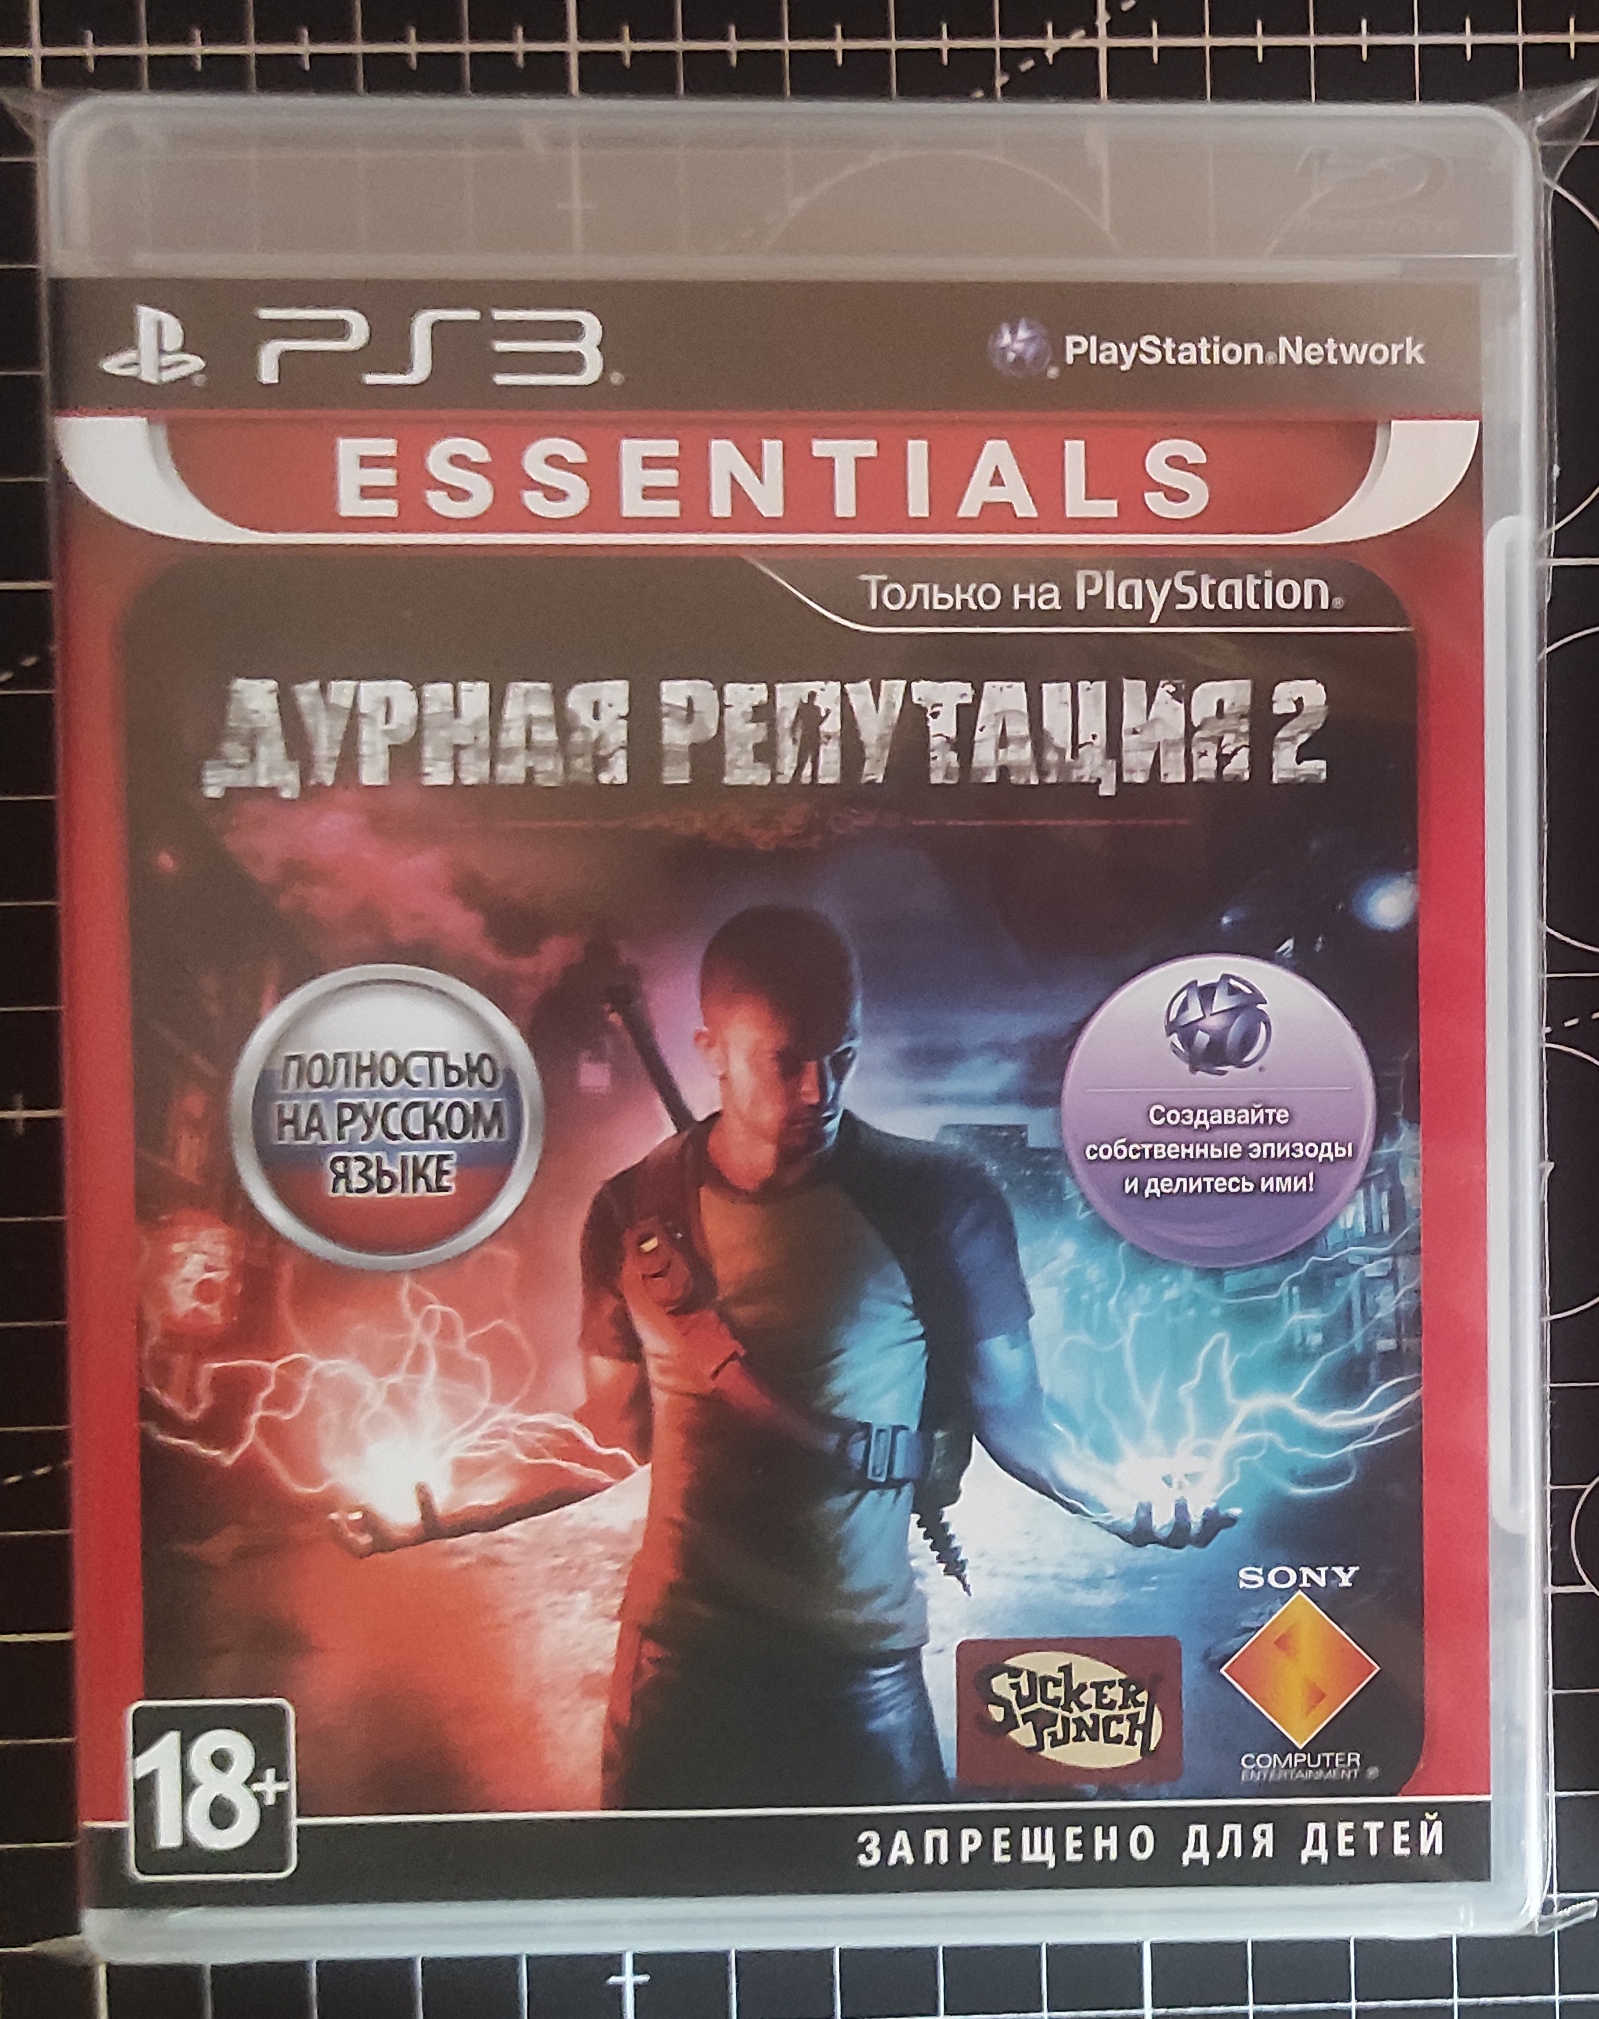 PS3
PlayStation®Network
ESSENTIALS
Только на PlayStation®
ДУРНАЯ РЕПУТАЦИЯ 2
ПОЛНОСТЬЮ
НА РУССКОМ
ЯЗЫКЕ
Создавайте
собственные эпизоды
и делитесь ими!
SONY
COMPUTER
ENTERTAINMENT ®
SUCKER
PUNCH
18+
ЗАПРЕЩЕНО ДЛЯ ДЕТЕЙ